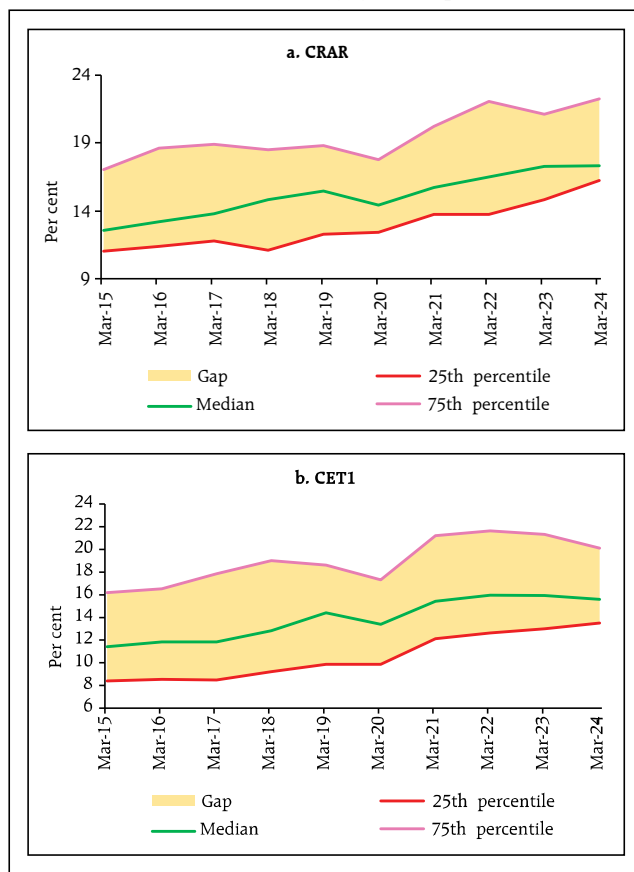 a. CRAR
24
19
14
9
Per cent
Mar-15
Mar-16
Mar-17
Mar-18
Mar-19
Mar-20
Mar-21
Mar-22
Mar-23
Mar-24
Gap
25th percentile
Median
75th percentile
b. CET1
24
22
20
18
16
14
12
10
8
6
Per cent
Mar-15
Mar-16
Mar-17
Mar-18
Mar-19
Mar-20
Mar-21
Mar-22
Mar-23
Mar-24
Gap
25th percentile
Median
75th percentile